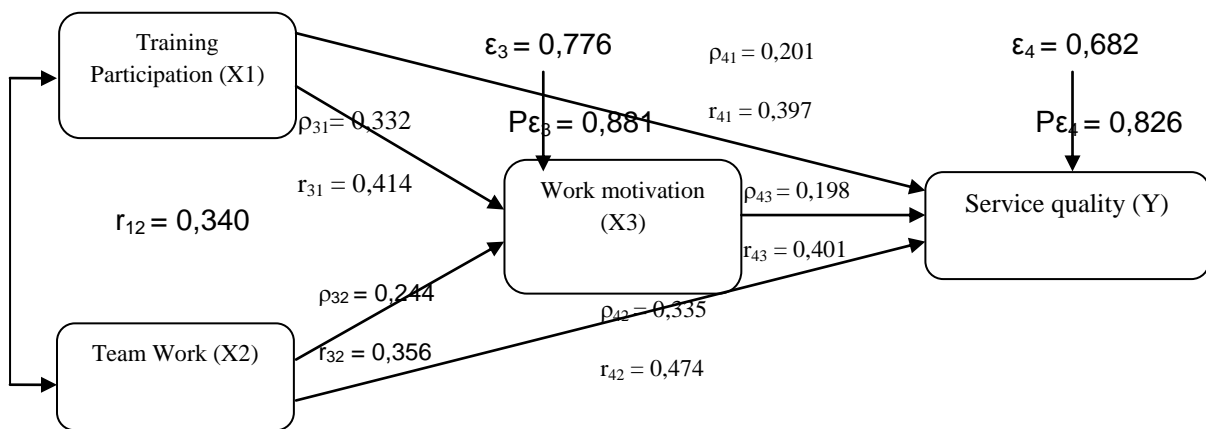 Training
Participation (X1)
ε₃ = 0,776
ρ₄₁ = 0,201
ε₄ = 0,682
r₄₁ = 0,397
ρ₃₁= 0,332
Pε₃ = 0,881
Pε₄ = 0,826
r₃₁ = 0,414
Work motivation
(X3)
ρ₄₃ = 0,198
Service quality (Y)
r₁₂ = 0,340
r₄₃ = 0,401
ρ₃₂ = 0,244
ρ₄₂ = 0,335
Team Work (X2)
r₃₂ = 0,356
r₄₂ = 0,474